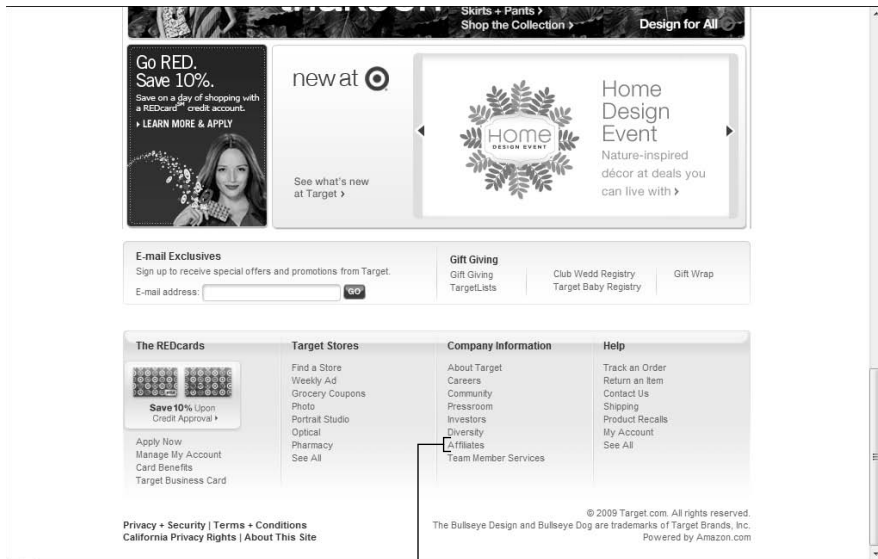 Skirts + Pants >
Shop the Collection >
Design for All
Go RED.
Save 10%.
Save on a day of shopping with
a REDcard℠ credit account.
LEARN MORE & APPLY
new at
See what's new
at Target >
HOME
DESIGN EVENT
Home
Design
Event
Nature-inspired
décor at deals you
can live with >
E-mail Exclusives
Sign up to receive special offers and promotions from Target.
E-mail address: GO
Gift Giving
Gift Giving
TargetLists
Club Wedd Registry
Target Baby Registry
Gift Wrap
The REDcards
Save 10% Upon
Credit Approval
Apply Now
Manage My Account
Card Benefits
Target Business Card
Target Stores
Find a Store
Weekly Ad
Grocery Coupons
Photo
Portrait Studio
Optical
Pharmacy
See All
Company Information
About Target
Careers
Community
Pressroom
Investors
Diversity
Affiliates
Team Member Services
Help
Track an Order
Return an Item
Contact Us
Shipping
Product Recalls
My Account
See All
Privacy + Security | Terms + Conditions
California Privacy Rights | About This Site
© 2009 Target.com. All rights reserved.
The Bullseye Design and Bullseye Dog are trademarks of Target Brands, Inc.
Powered by Amazon.com